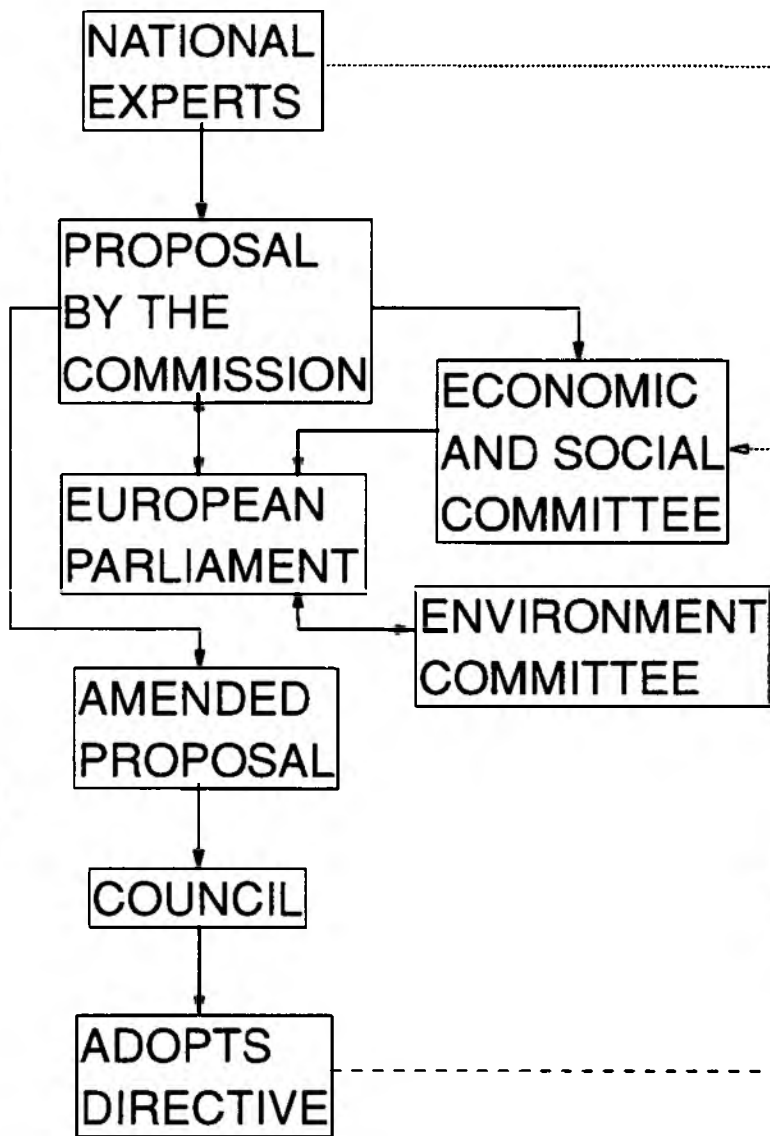 NATIONAL
EXPERTS
PROPOSAL
BY THE
COMMISSION
ECONOMIC
AND SOCIAL
COMMITTEE
EUROPEAN
PARLIAMENT
ENVIRONMENT
COMMITTEE
AMENDED
PROPOSAL
COUNCIL
ADOPTS
DIRECTIVE